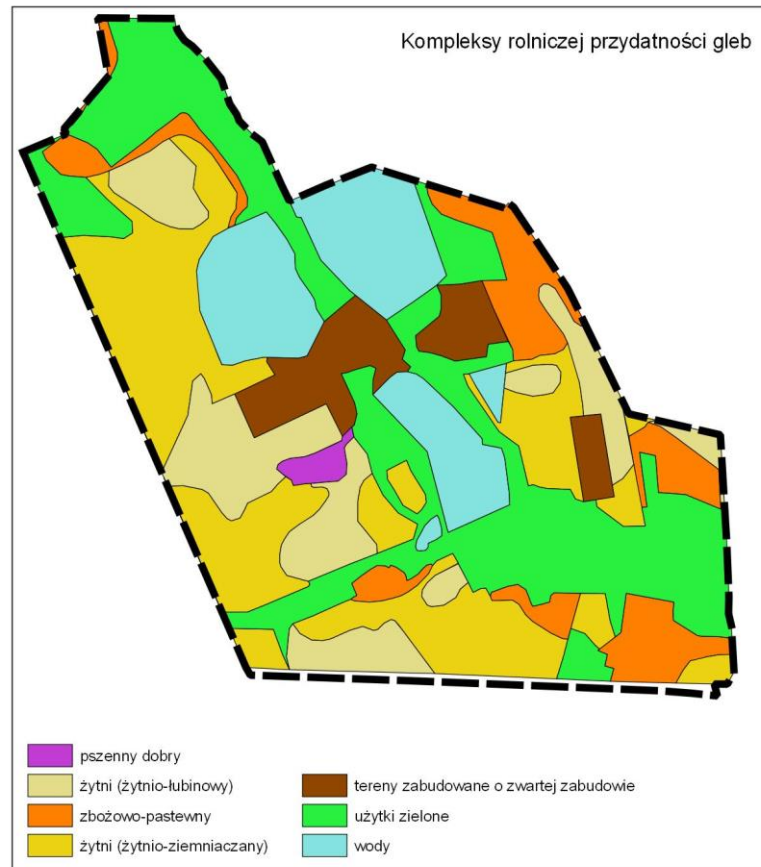 Kompleksy rolniczej przydatności gleb
pszenny dobry
żytni (żytnio-łubinowy)
zbożowo-pastewny
żytni (żytnio-ziemniaczany)
tereny zabudowane o zwartej zabudowie
użytki zielone
wody